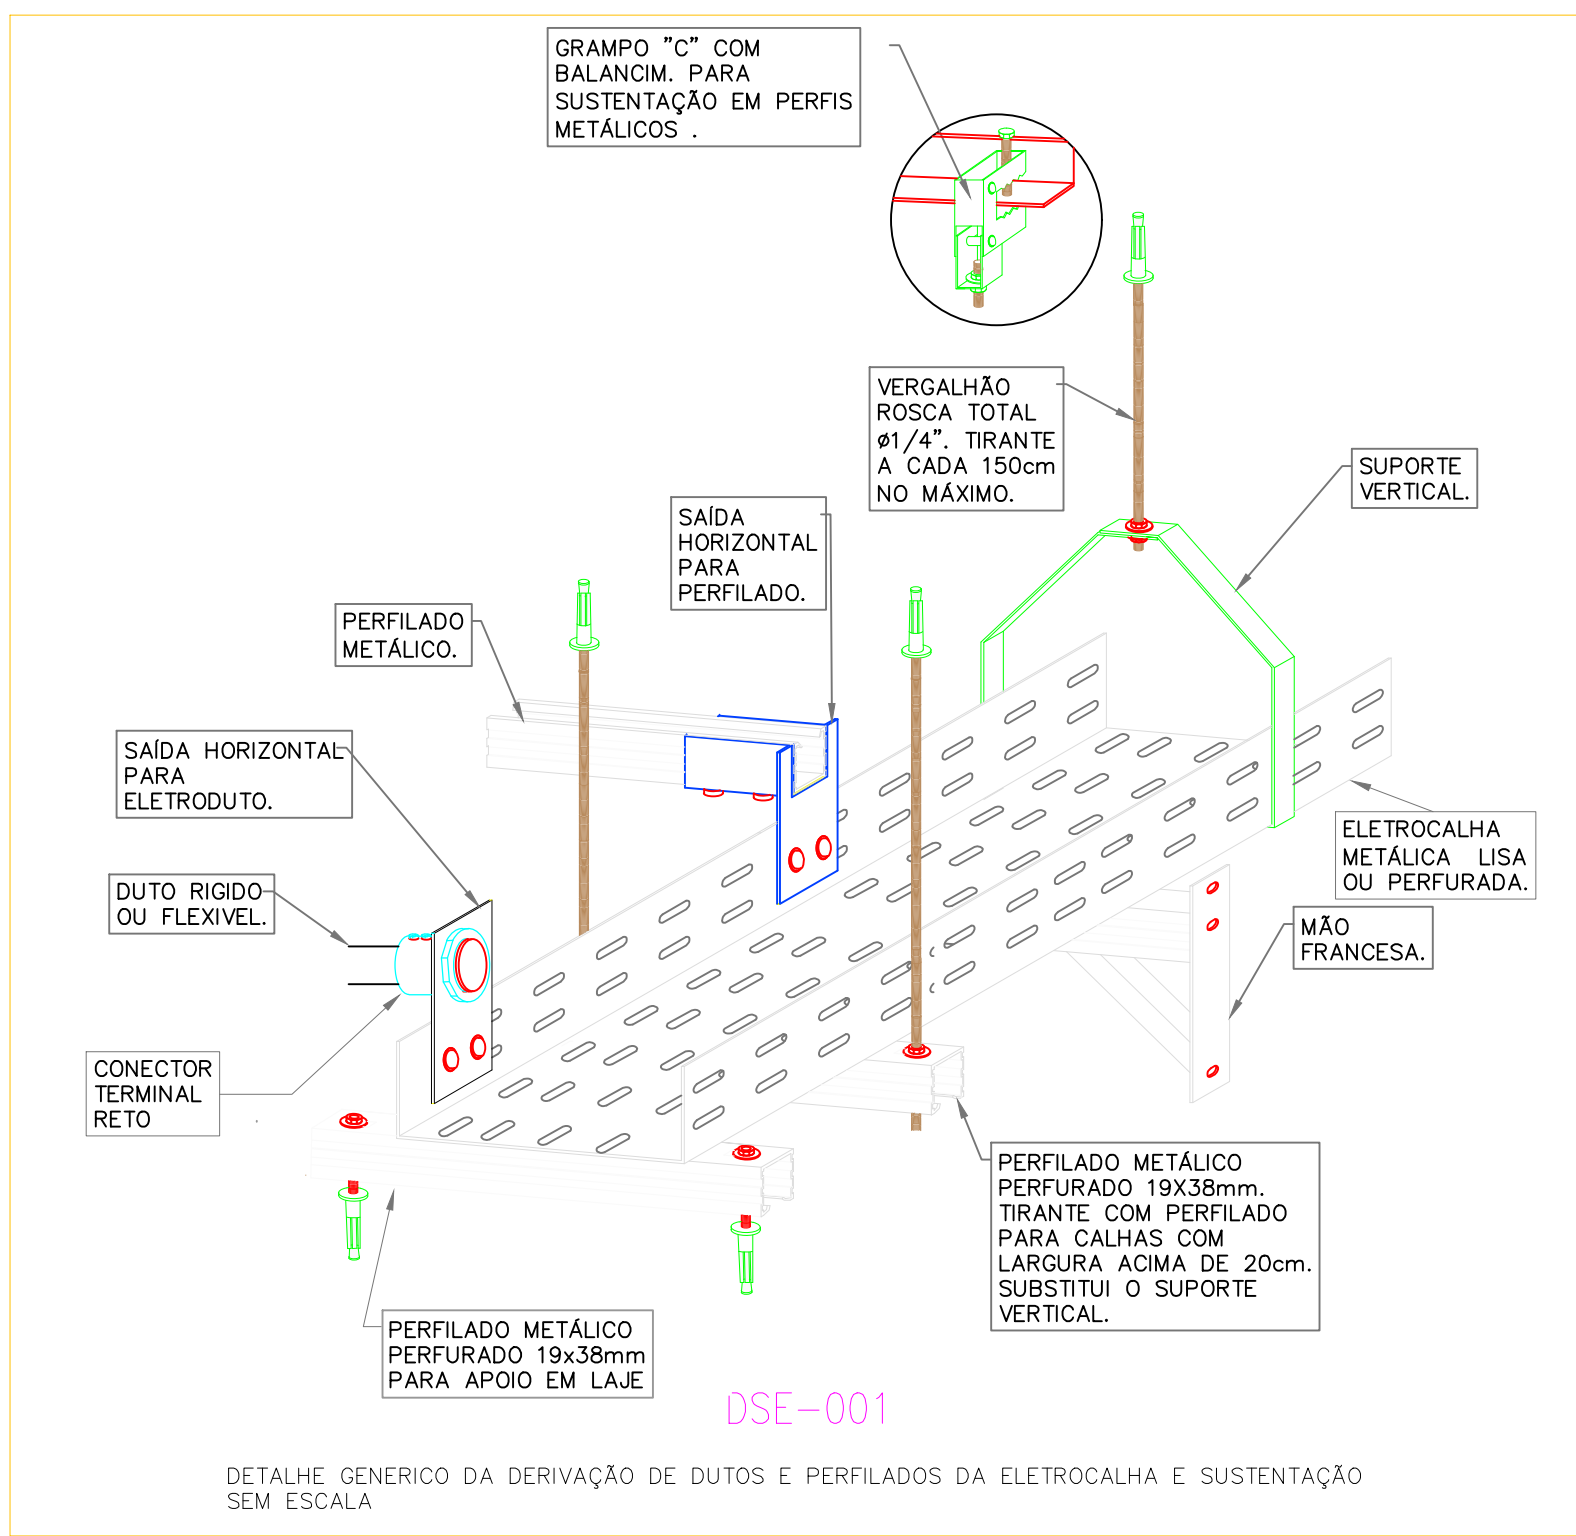 GRAMPO "C" COM
BALANCIM. PARA
SUSTENTAÇÃO EM PERFIS
METÁLICOS .
VERGALHÃO
ROSCA TOTAL
ø1/4". TIRANTE
A CADA 150cm
NO MÁXIMO.
SUPORTE
VERTICAL.
SAÍDA
HORIZONTAL
PARA
PERFILADO.
PERFILADO
METÁLICO.
SAÍDA HORIZONTAL
PARA
ELETRODUTO.
ELETROCALHA
METÁLICA LISA
OU PERFURADA.
DUTO RIGIDO
OU FLEXIVEL.
MÃO
FRANCESA.
CONECTOR
TERMINAL
RETO
PERFILADO METÁLICO
PERFURADO 19X38mm.
TIRANTE COM PERFILADO
PARA CALHAS COM
LARGURA ACIMA DE 20cm.
SUBSTITUI O SUPORTE
VERTICAL.
PERFILADO METÁLICO
PERFURADO 19x38mm
PARA APOIO EM LAJE
DSE-001
DETALHE GENERICO DA DERIVAÇÃO DE DUTOS E PERFILADOS DA ELETROCALHA E SUSTENTAÇÃO
SEM ESCALA